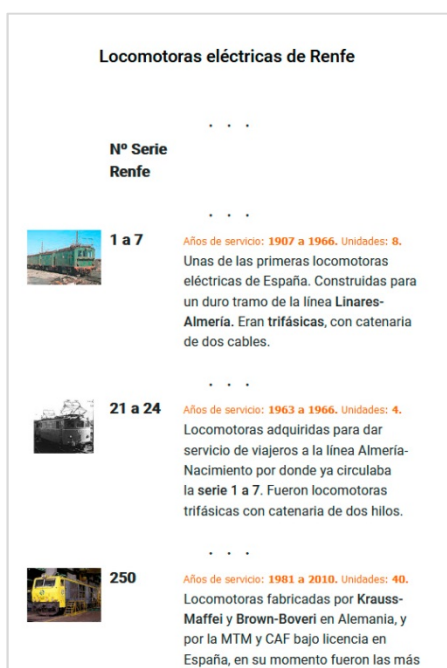 Locomotoras eléctricas de Renfe
. . .
Nº Serie
Renfe
. . .
1 a 7
Años de servicio: 1907 a 1966. Unidades: 8.
Unas de las primeras locomotoras
eléctricas de España. Construidas para
un duro tramo de la línea Linares-
Almería. Eran trifásicas, con catenaria
de dos cables.
. . .
21 a 24
Años de servicio: 1963 a 1966. Unidades: 4.
Locomotoras adquiridas para dar
servicio de viajeros a la línea Almería-
Nacimiento por donde ya circulaba
la serie 1 a 7. Fueron locomotoras
trifásicas con catenaria de dos hilos.
. . .
250
Años de servicio: 1981 a 2010. Unidades: 40.
Locomotoras fabricadas por Krauss-
Maffei y Brown-Boveri en Alemania, y
por la MTM y CAF bajo licencia en
España, en su momento fueron las más